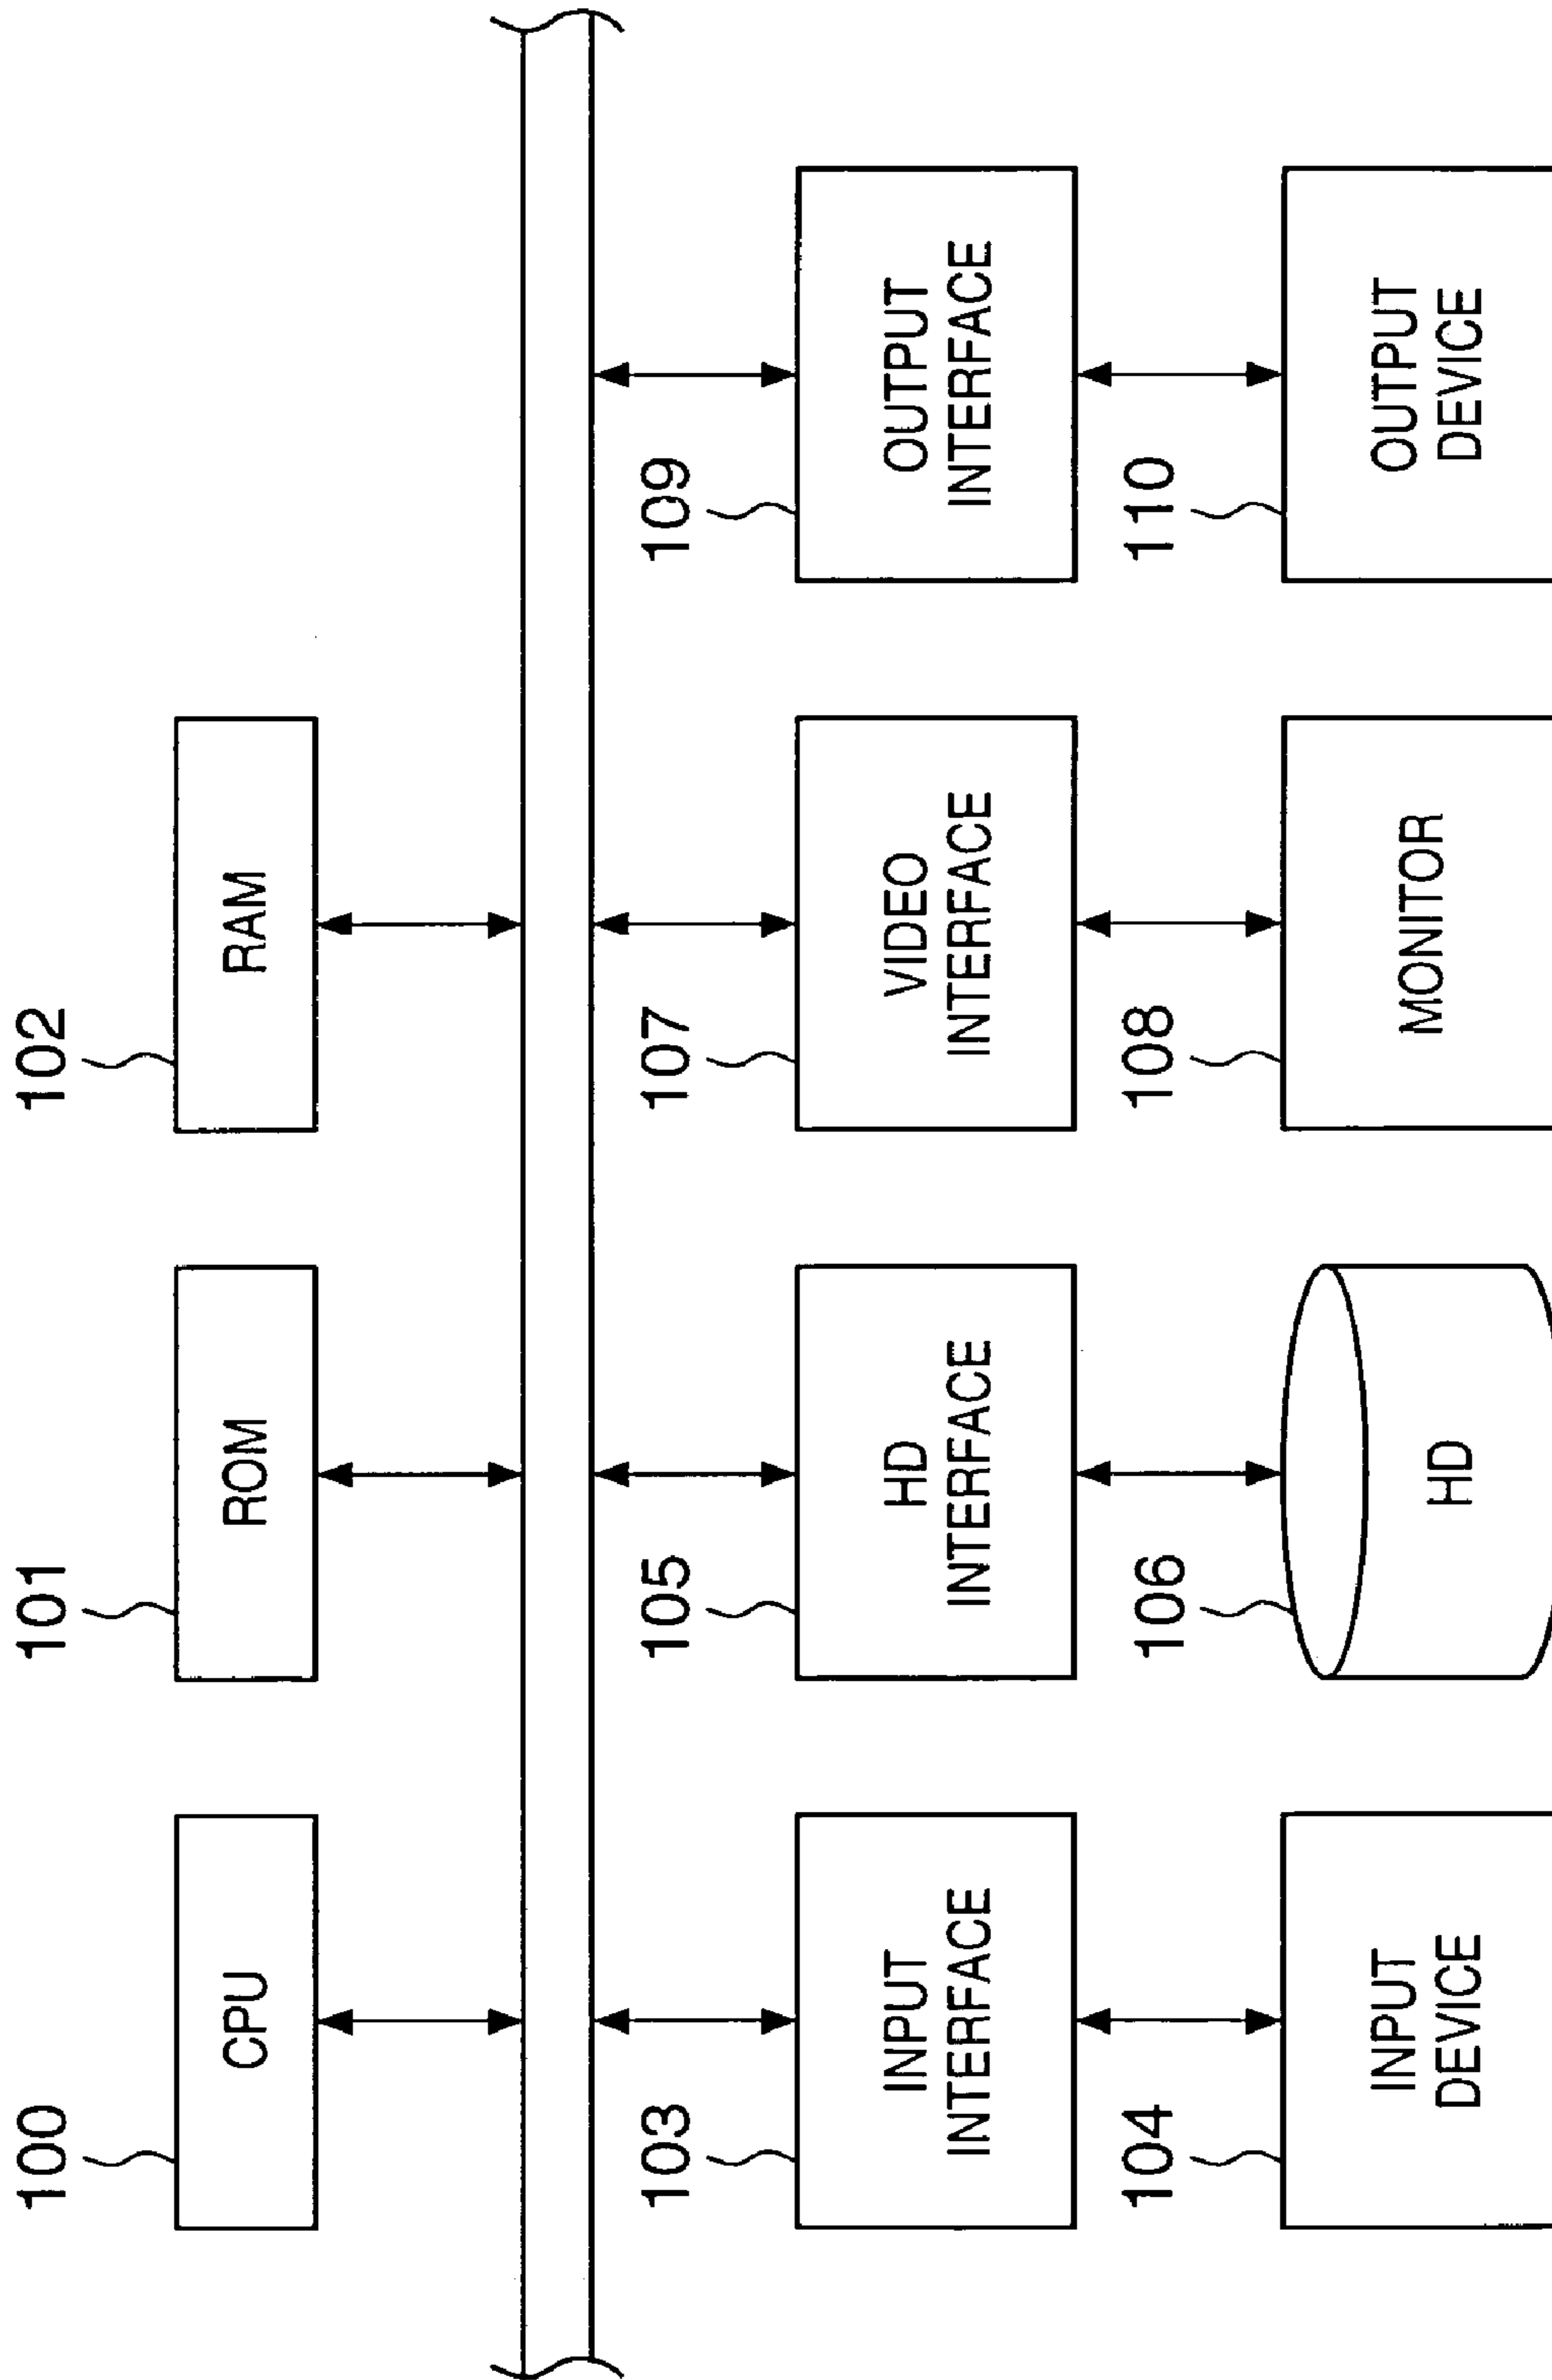 100
CPU
101
ROM
102
RAM
103
INPUT
INTERFACE
105
HD
INTERFACE
107
VIDEO
INTERFACE
109
OUTPUT
INTERFACE
104
INPUT
DEVICE
106
HD
108
MONITOR
110
OUTPUT
DEVICE